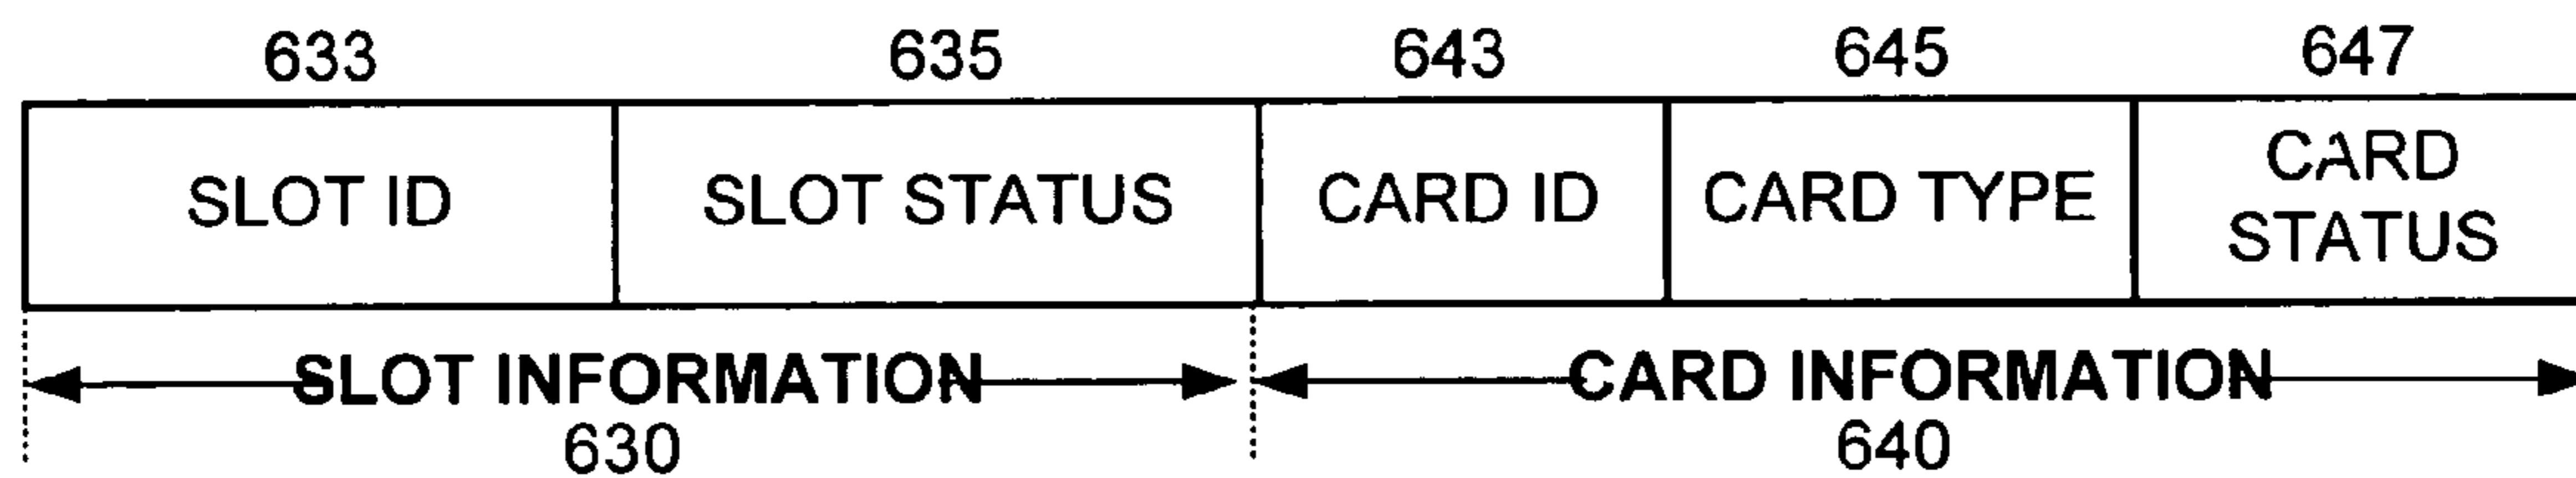 633 635 643 645 647
SLOT ID SLOT STATUS CARD ID CARD TYPE CARD STATUS
SLOT INFORMATION CARD INFORMATION
630 640